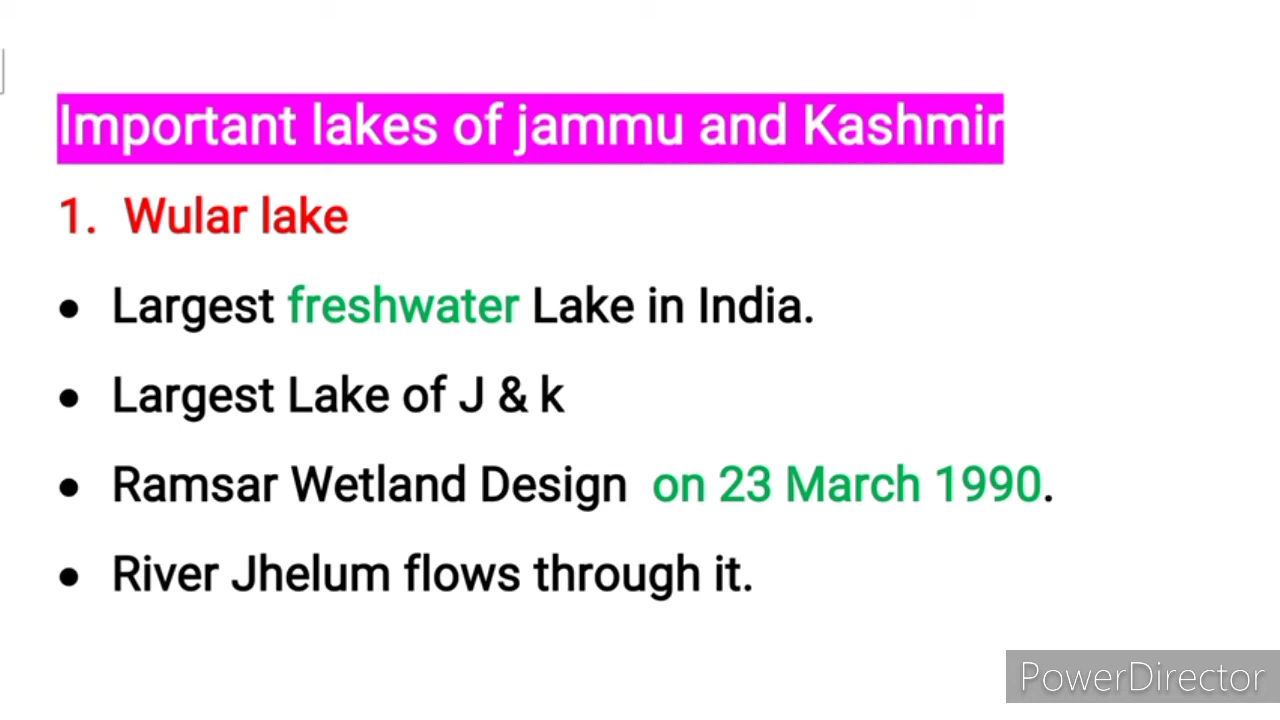 Important lakes of jammu and Kashmir
1. Wular lake
• Largest freshwater Lake in India.
• Largest Lake of J & k
• Ramsar Wetland Design on 23 March 1990.
• River Jhelum flows through it.
PowerDirector